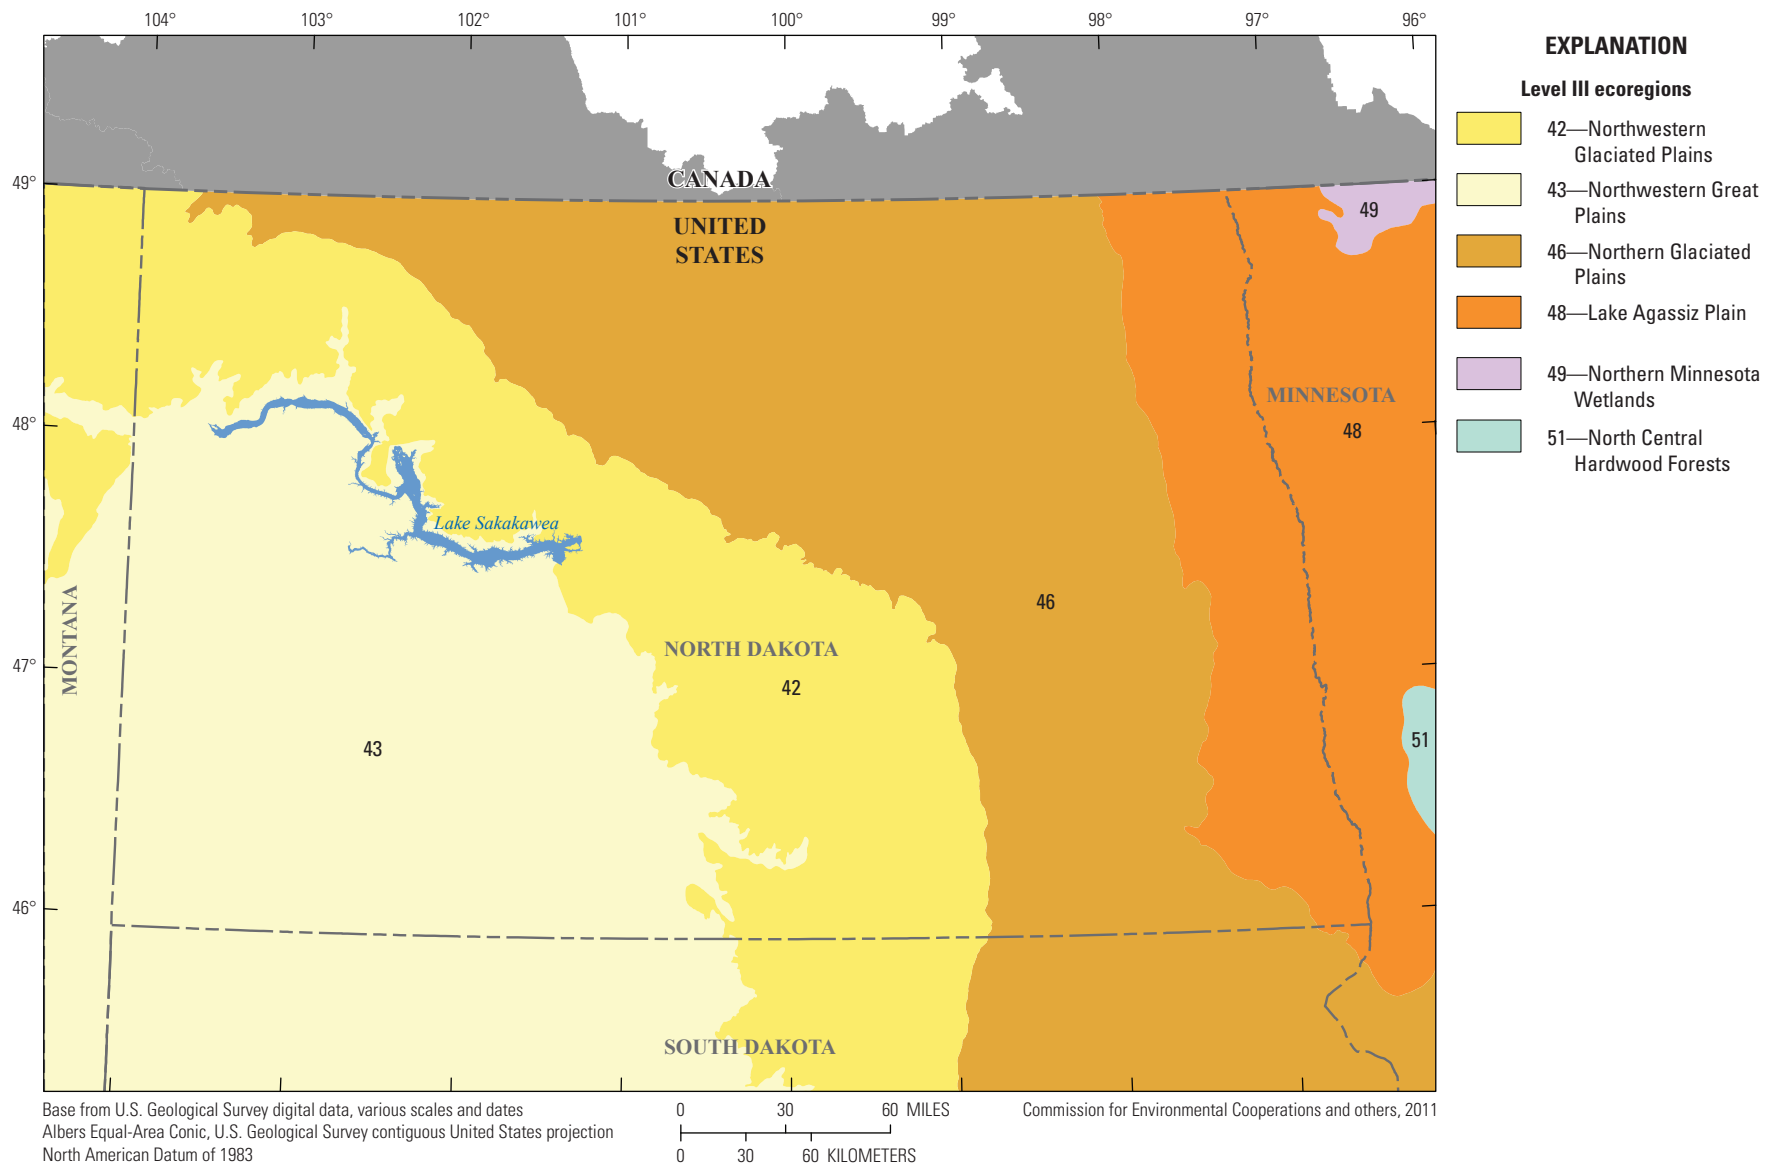 104° 103° 102° 101° 100° 99° 98° 97° 96°
49°
48°
47°
46°
CANADA
UNITED
STATES
49
MINNESOTA
48
Lake Sakakawea
46
MONTANA
NORTH DAKOTA
42
43
51
SOUTH DAKOTA
EXPLANATION
Level III ecoregions
42—Northwestern
Glaciated Plains
43—Northwestern Great
Plains
46—Northern Glaciated
Plains
48—Lake Agassiz Plain
49—Northern Minnesota
Wetlands
51—North Central
Hardwood Forests
Base from U.S. Geological Survey digital data, various scales and dates
Albers Equal-Area Conic, U.S. Geological Survey contiguous United States projection
North American Datum of 1983
0 30 60 MILES
0 30 60 KILOMETERS
Commission for Environmental Cooperations and others, 2011